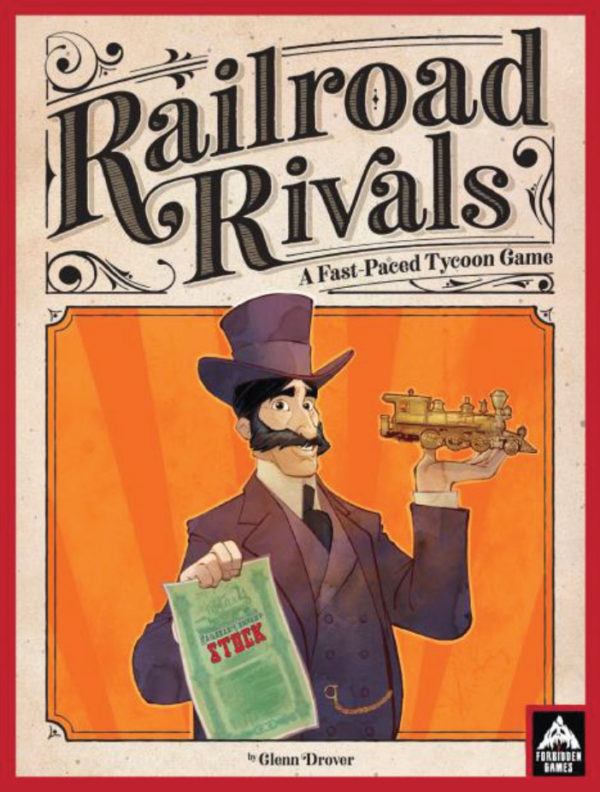 Railroad
Rivals
A Fast-Paced Tycoon Game
STOCK
by Glenn Drover
FORBIDDEN
GAMES